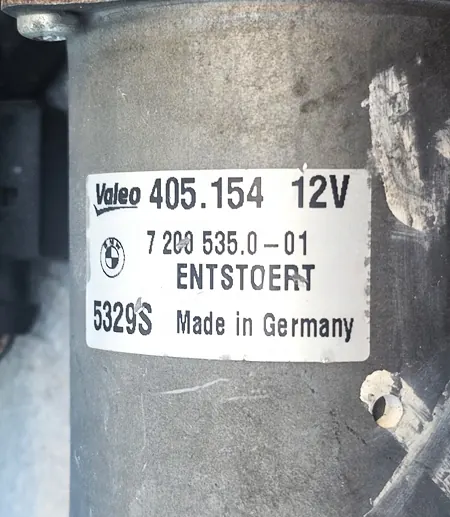 Valeo 405.154 12V
7 200 535.0-01
ENTSTOERT
5329S Made in Germany